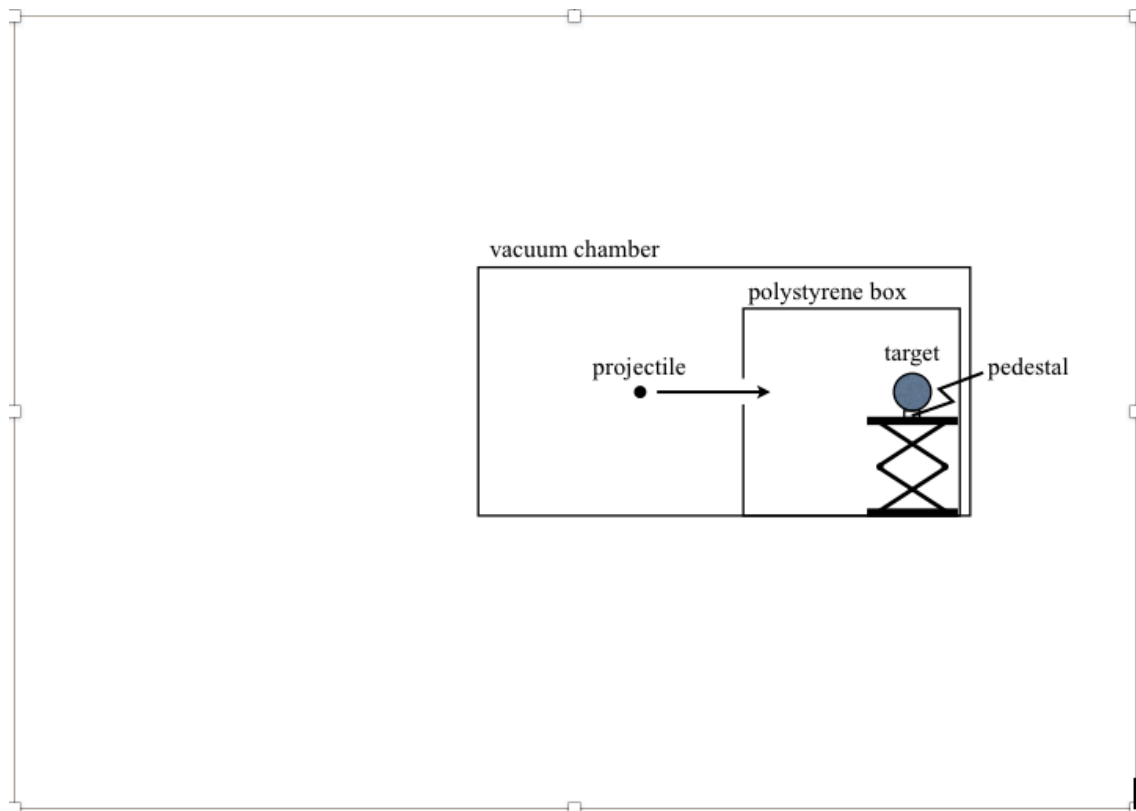 vacuum chamber
polystyrene box
target
projectile
pedestal